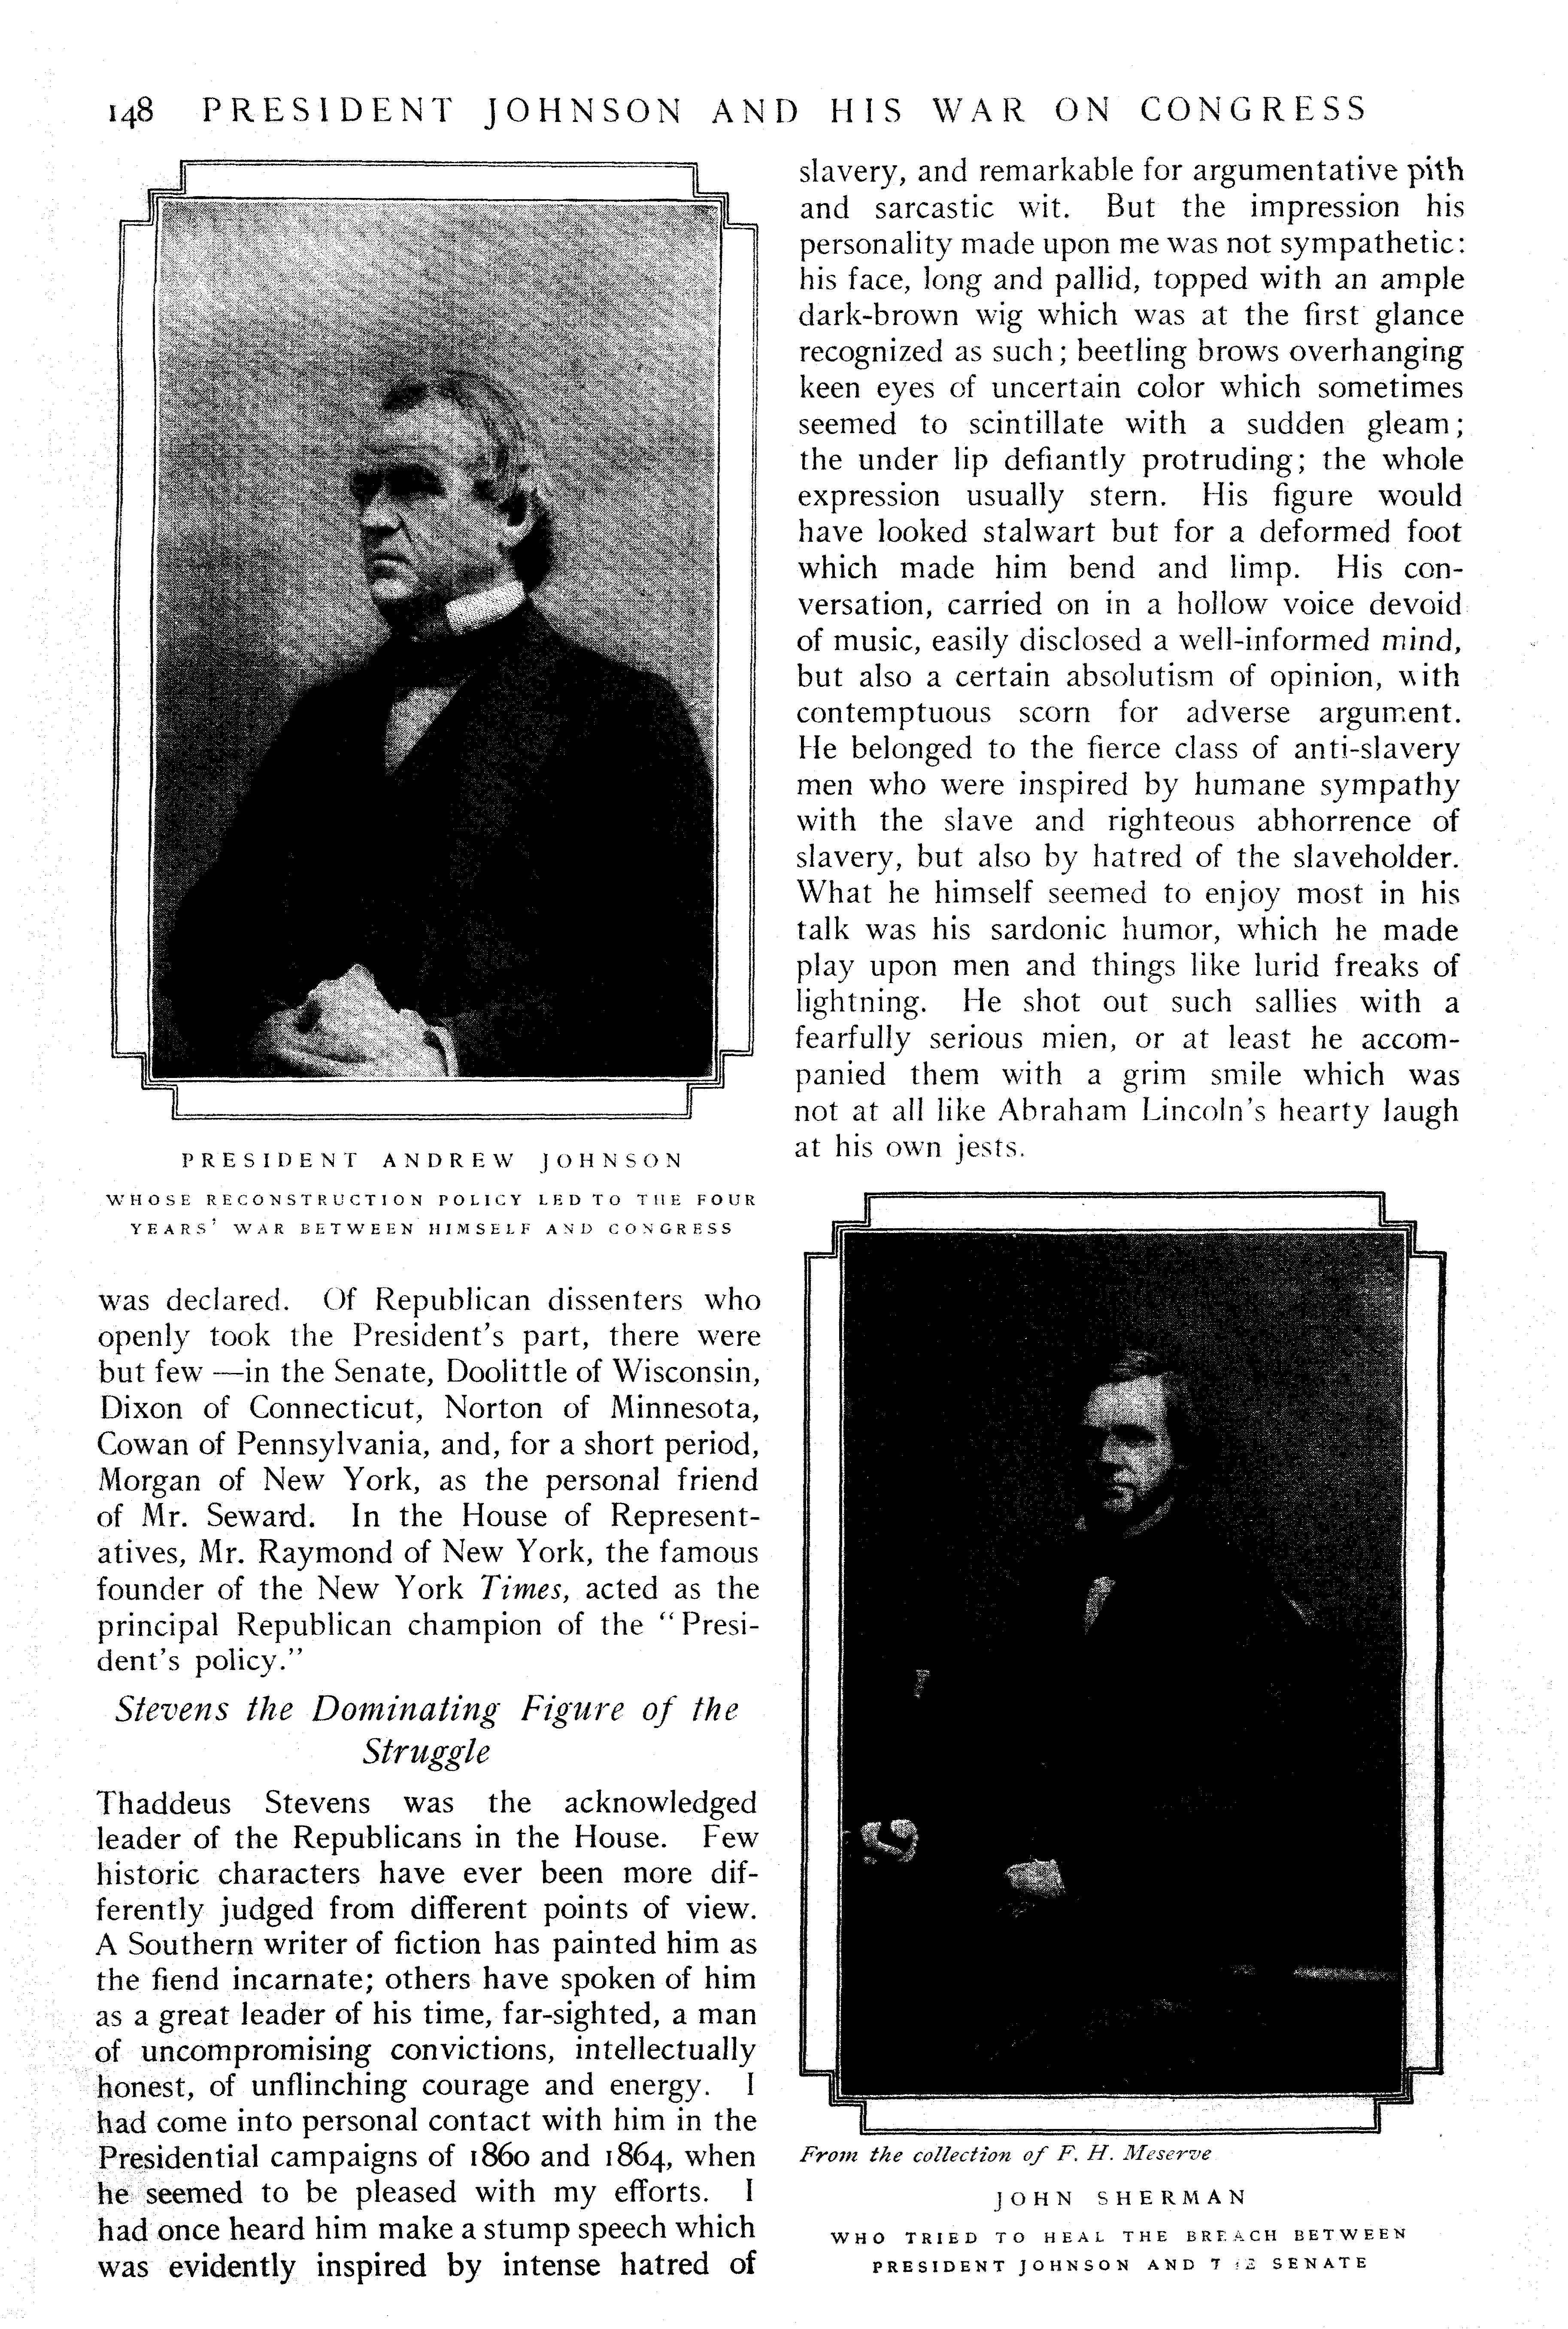 148 PRESIDENT JOHNSON AND HIS WAR ON CONGRESS
PRESIDENT ANDREW JOHNSON
WHOSE RECONSTRUCTION POLICY LED TO THE FOUR
YEARS' WAR BETWEEN HIMSELF AND CONGRESS
was declared. Of Republican dissenters who
openly took the President's part, there were
but few —in the Senate, Doolittle of Wisconsin,
Dixon of Connecticut, Norton of Minnesota,
Cowan of Pennsylvania, and, for a short period,
Morgan of New York, as the personal friend
of Mr. Seward. In the House of Represent-
atives, Mr. Raymond of New York, the famous
founder of the New York Times, acted as the
principal Republican champion of the "Presi-
dent's policy."
Stevens the Dominating Figure of the
Struggle
Thaddeus Stevens was the acknowledged
leader of the Republicans in the House. Few
historic characters have ever been more dif-
ferently judged from different points of view.
A Southern writer of fiction has painted him as
the fiend incarnate; others have spoken of him
as a great leader of his time, far-sighted, a man
of uncompromising convictions, intellectually
honest, of unflinching courage and energy. I
had come into personal contact with him in the
Presidential campaigns of 1860 and 1864, when
he seemed to be pleased with my efforts. I
had once heard him make a stump speech which
was evidently inspired by intense hatred of
slavery, and remarkable for argumentative pith
and sarcastic wit. But the impression his
personality made upon me was not sympathetic:
his face, long and pallid, topped with an ample
dark-brown wig which was at the first glance
recognized as such; beetling brows overhanging
keen eyes of uncertain color which sometimes
seemed to scintillate with a sudden gleam;
the under lip defiantly protruding; the whole
expression usually stern. His figure would
have looked stalwart but for a deformed foot
which made him bend and limp. His con-
versation, carried on in a hollow voice devoid
of music, easily disclosed a well-informed mind,
but also a certain absolutism of opinion, with
contemptuous scorn for adverse argument.
He belonged to the fierce class of anti-slavery
men who were inspired by humane sympathy
with the slave and righteous abhorrence of
slavery, but also by hatred of the slaveholder.
What he himself seemed to enjoy most in his
talk was his sardonic humor, which he made
play upon men and things like lurid freaks of
lightning. He shot out such sallies with a
fearfully serious mien, or at least he accom-
panied them with a grim smile which was
not at all like Abraham Lincoln's hearty laugh
at his own jests.
From the collection of F. H. Meserve
JOHN SHERMAN
WHO TRIED TO HEAL THE BREACH BETWEEN
PRESIDENT JOHNSON AND THE SENATE